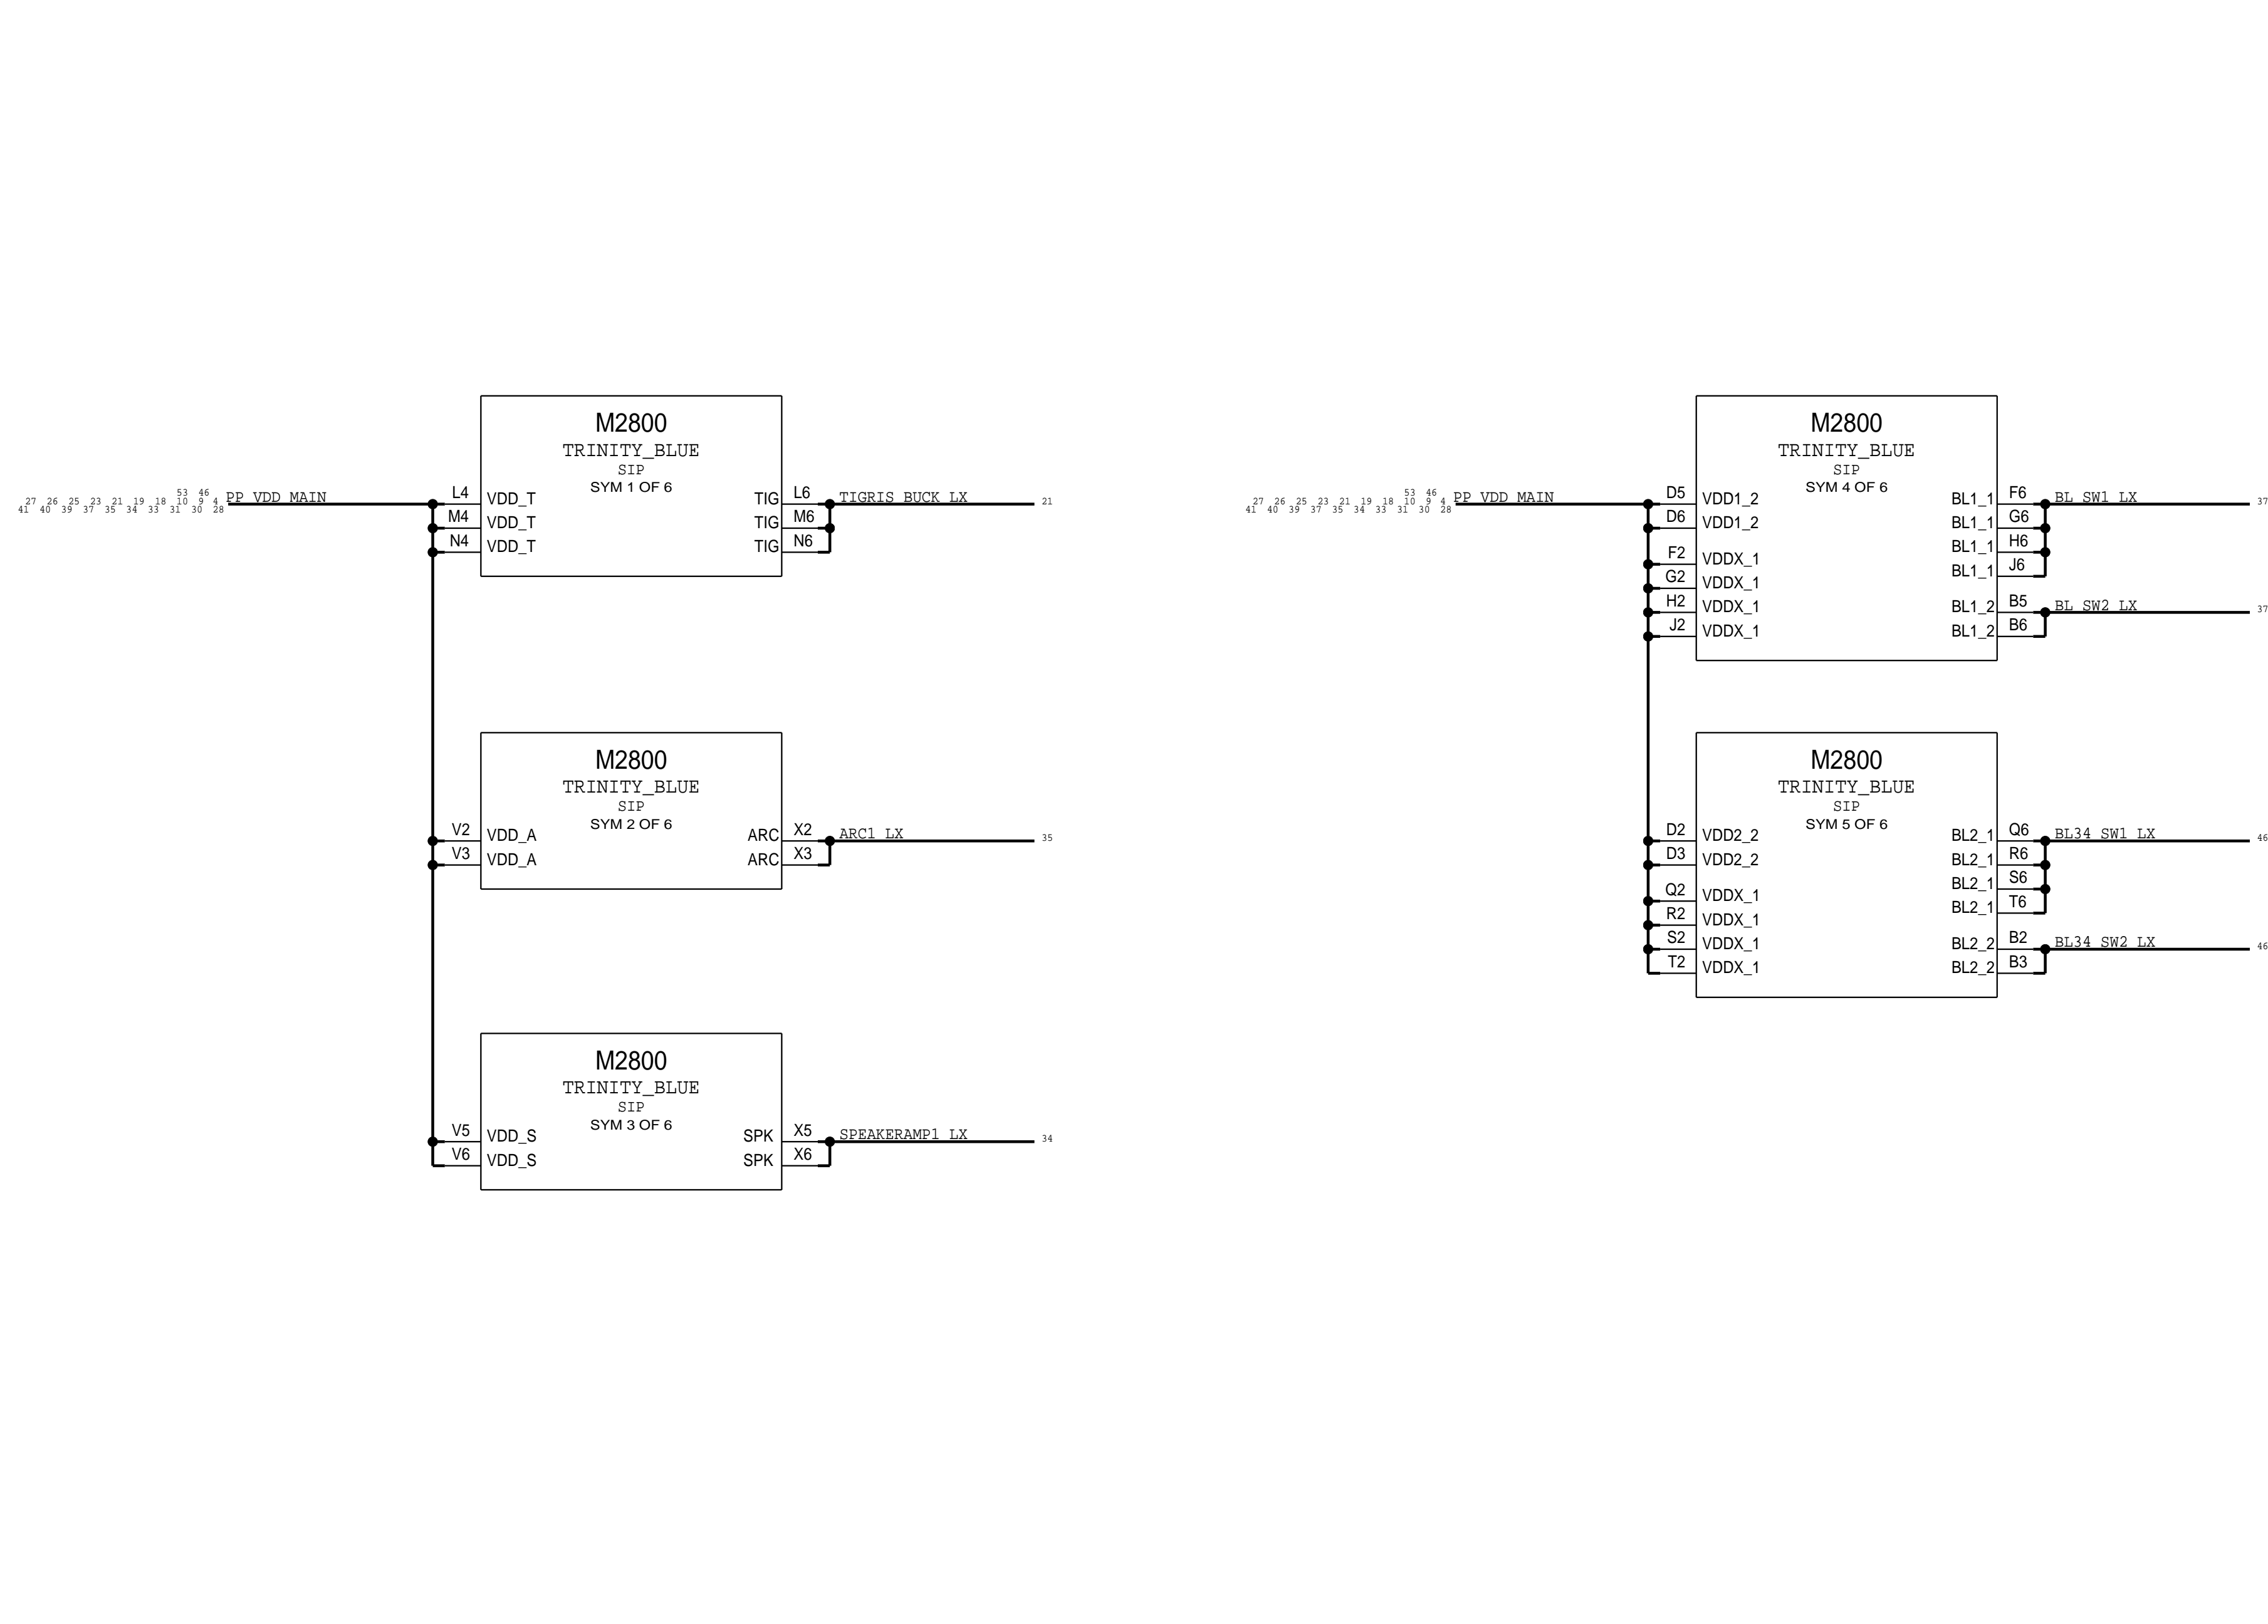 M2800
TRINITY_BLUE
SIP
SYM 1 OF 6
53 46
27 26 25 23 21 19 18 10 9 4
41 40 39 37 35 34 33 31 30 28
PP_VDD_MAIN
L4 VDD_T TIG L6 TIGRIS_BUCK_LX 21
M4 VDD_T TIG M6
N4 VDD_T TIG N6
M2800
TRINITY_BLUE
SIP
SYM 2 OF 6
V2 VDD_A ARC X2 ARC1_LX 35
V3 VDD_A ARC X3
M2800
TRINITY_BLUE
SIP
SYM 3 OF 6
V5 VDD_S SPK X5 SPEAKERAMP1_LX 34
V6 VDD_S SPK X6
M2800
TRINITY_BLUE
SIP
SYM 4 OF 6
53 46
27 26 25 23 21 19 18 10 9 4
41 40 39 37 35 34 33 31 30 28
PP_VDD_MAIN
D5 VDD1_2 BL1_1 F6 BL_SW1_LX 37
D6 VDD1_2 BL1_1 G6
F2 VDDX_1 BL1_1 H6
G2 VDDX_1 BL1_1 J6
H2 VDDX_1 BL1_2 B5 BL_SW2_LX 37
J2 VDDX_1 BL1_2 B6
M2800
TRINITY_BLUE
SIP
SYM 5 OF 6
D2 VDD2_2 BL2_1 Q6 BL34_SW1_LX 46
D3 VDD2_2 BL2_1 R6
Q2 VDDX_1 BL2_1 S6
R2 VDDX_1 BL2_1 T6
S2 VDDX_1 BL2_2 B2 BL34_SW2_LX 46
T2 VDDX_1 BL2_2 B3